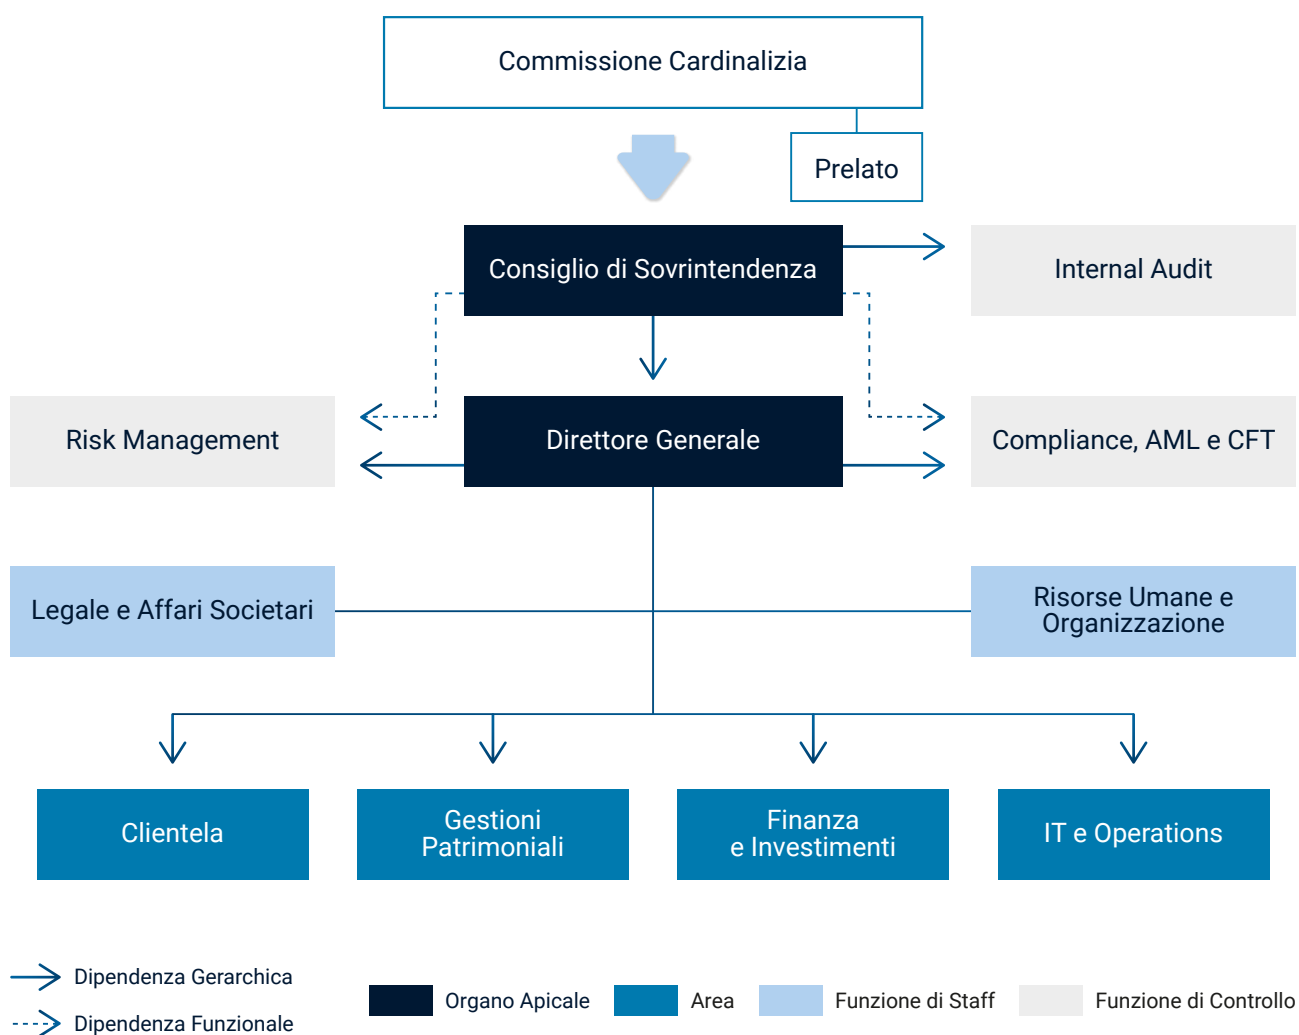 Commissione Cardinalizia
Prelato
Consiglio di Sovrintendenza
Internal Audit
Risk Management
Direttore Generale
Compliance, AML e CFT
Legale e Affari Societari
Risorse Umane e
Organizzazione
Clientela
Gestioni
Patrimoniali
Finanza
e Investimenti
IT e Operations
Dipendenza Gerarchica
Dipendenza Funzionale
Organo Apicale
Area
Funzione di Staff
Funzione di Controllo